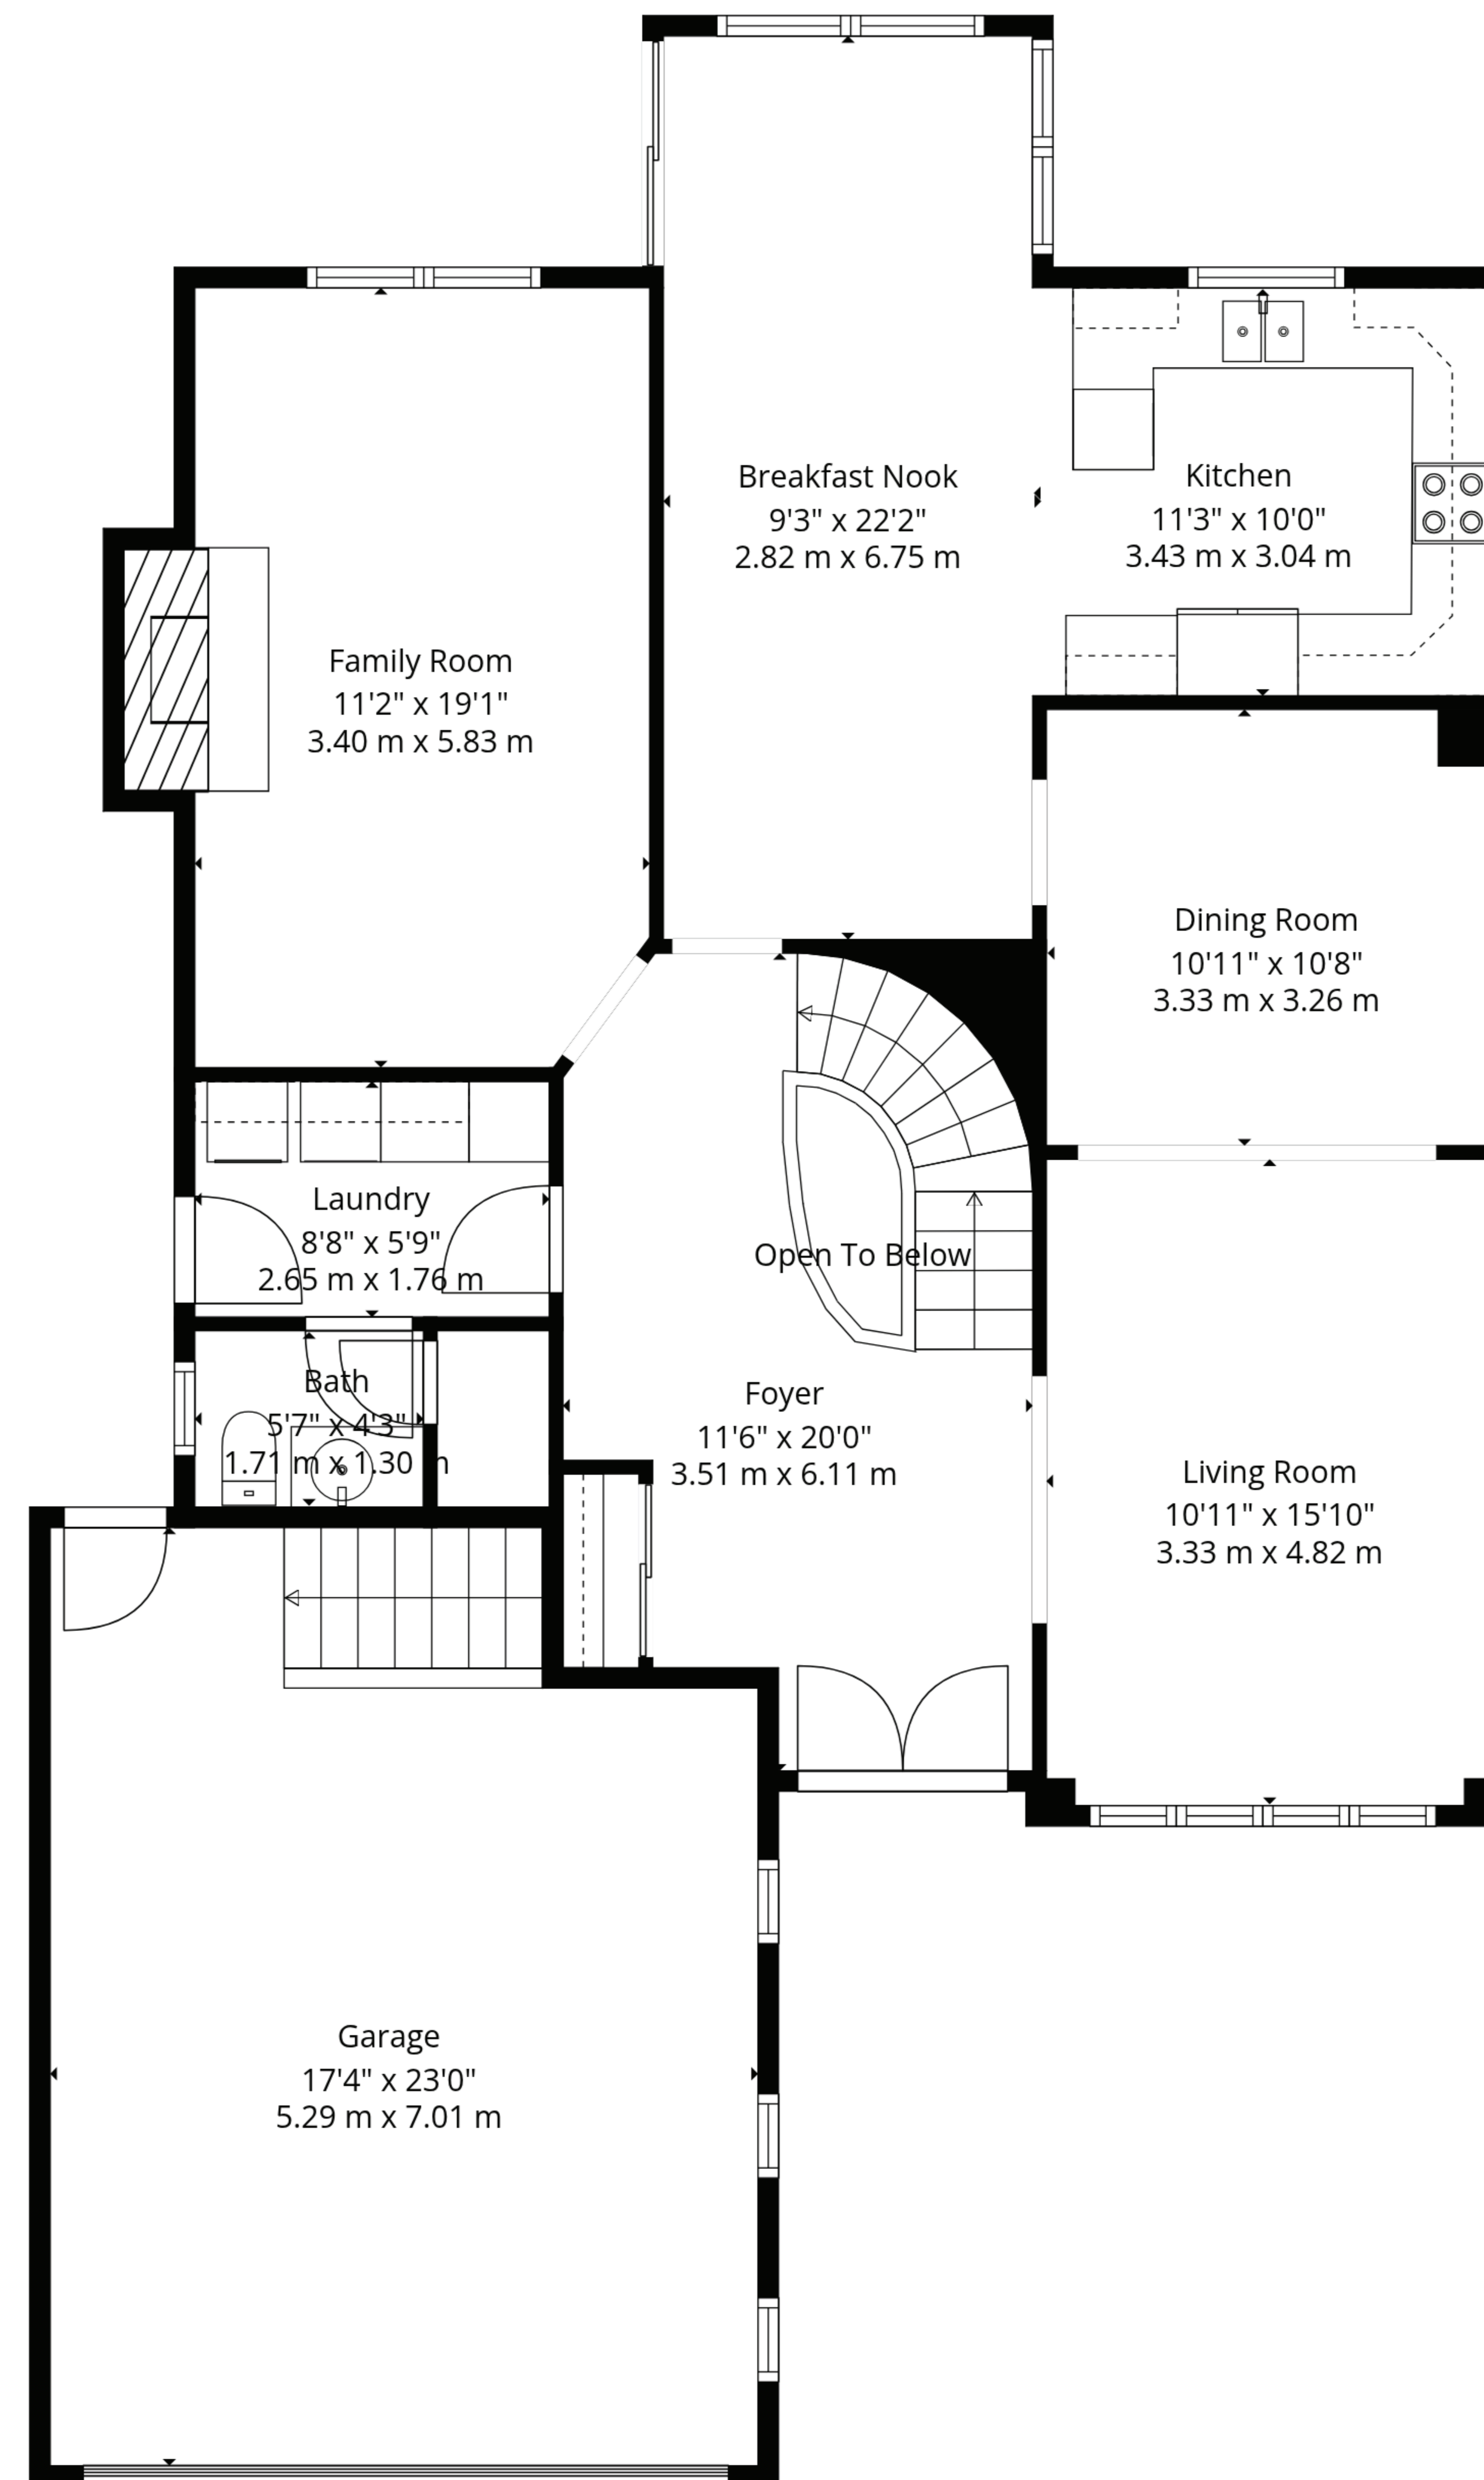 Breakfast Nook
9'3" x 22'2"
2.82 m x 6.75 m
Kitchen
11'3" x 10'0"
3.43 m x 3.04 m
Family Room
11'2" x 19'1"
3.40 m x 5.83 m
Dining Room
10'11" x 10'8"
3.33 m x 3.26 m
Laundry
8'8" x 5'9"
2.65 m x 1.76 m
Open To Below
Bath
5'7" x 4'3"
1.71 m x 1.30 m
Foyer
11'6" x 20'0"
3.51 m x 6.11 m
Living Room
10'11" x 15'10"
3.33 m x 4.82 m
Garage
17'4" x 23'0"
5.29 m x 7.01 m